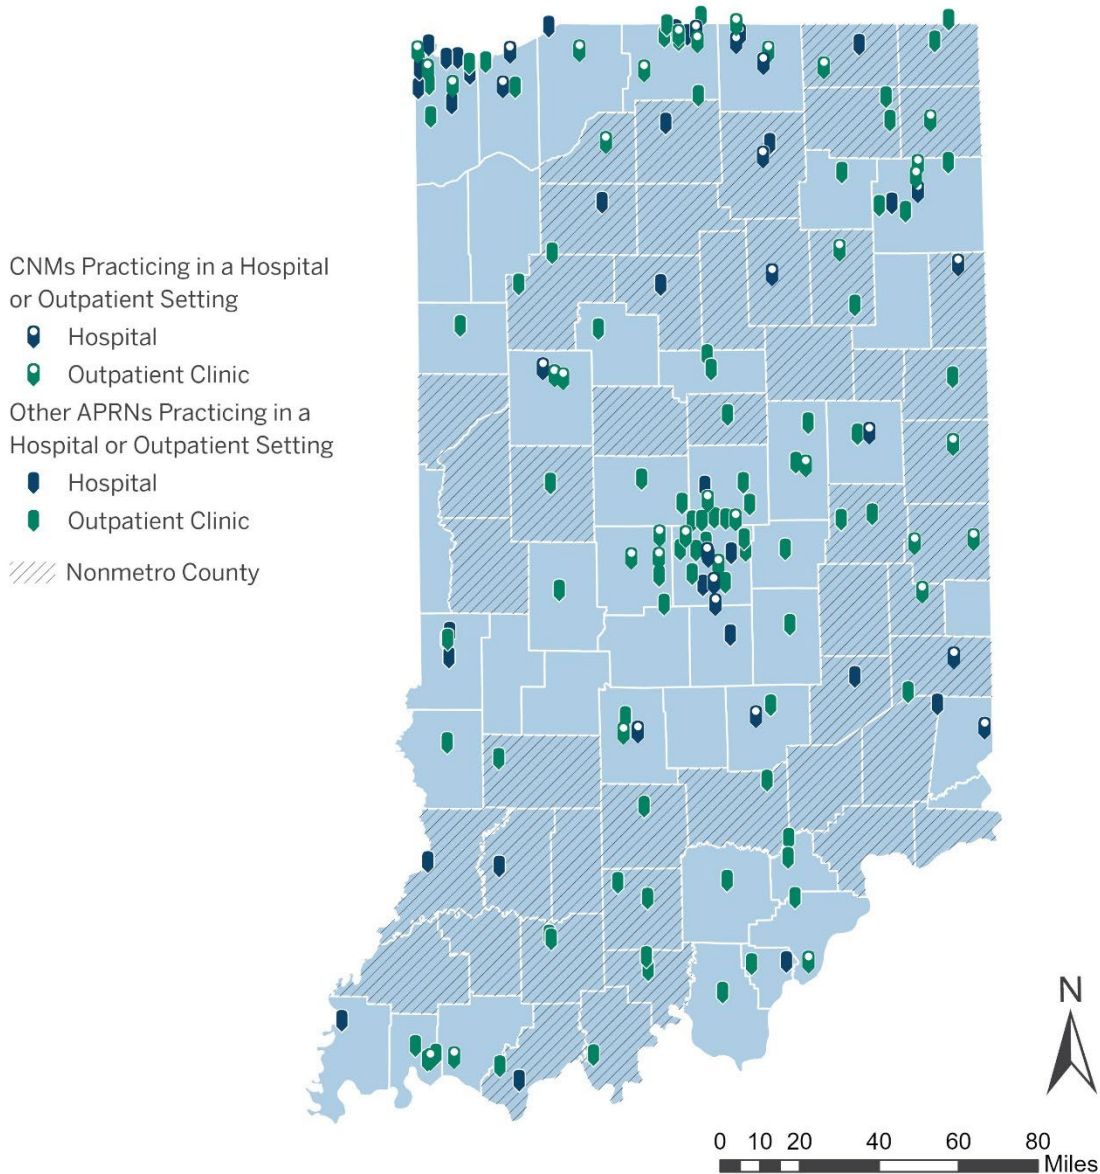 CNMs Practicing in a Hospital
or Outpatient Setting
Hospital
Outpatient Clinic
Other APRNs Practicing in a
Hospital or Outpatient Setting
Hospital
Outpatient Clinic
Nonmetro County
N
0 10 20 40 60 80
Miles